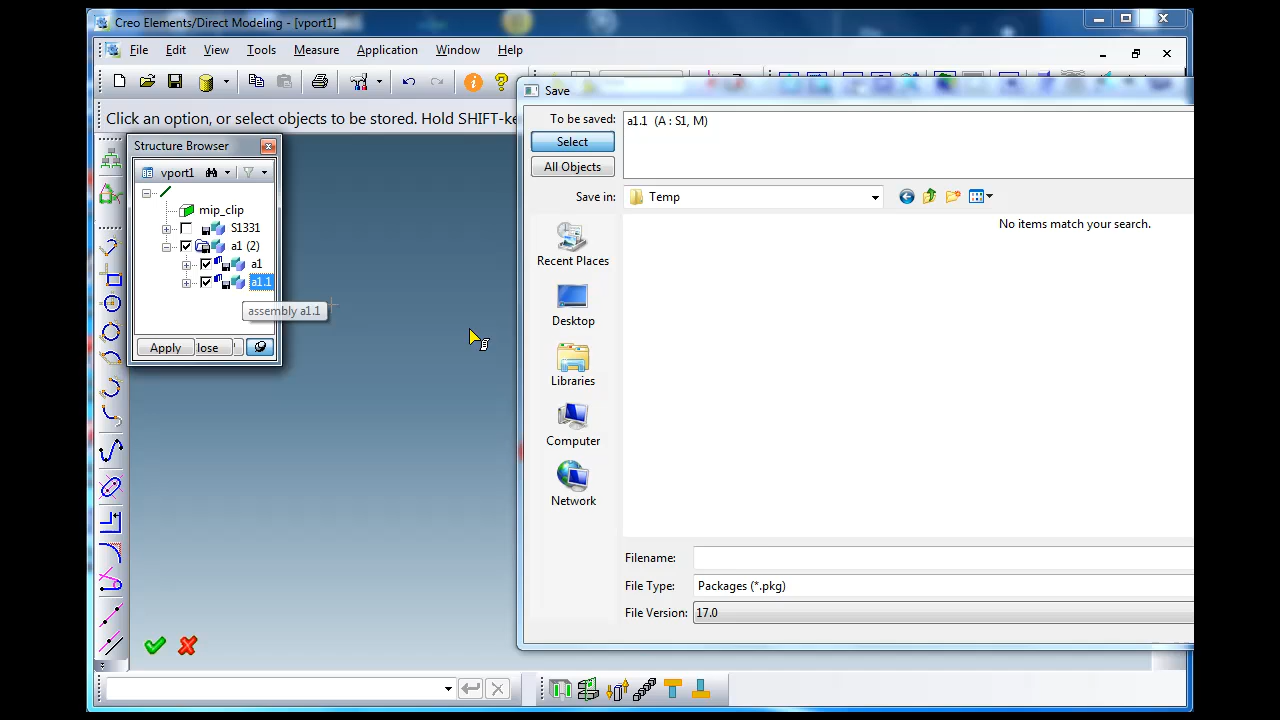 Creo Elements/Direct Modeling - [vport1]
File Edit View Tools Measure Application Window Help
Click an option, or select objects to be stored. Hold SHIFT-ke
Structure Browser
vport1
mip_clip
S1331
a1 (2)
a1
a1.1
assembly a1.1
Apply lose
Save
To be saved:
a1.1 (A : S1, M)
Select
All Objects
Save in: Temp
No items match your search.
Recent Places
Desktop
Libraries
Computer
Network
Filename:
File Type: Packages (*.pkg)
File Version: 17.0